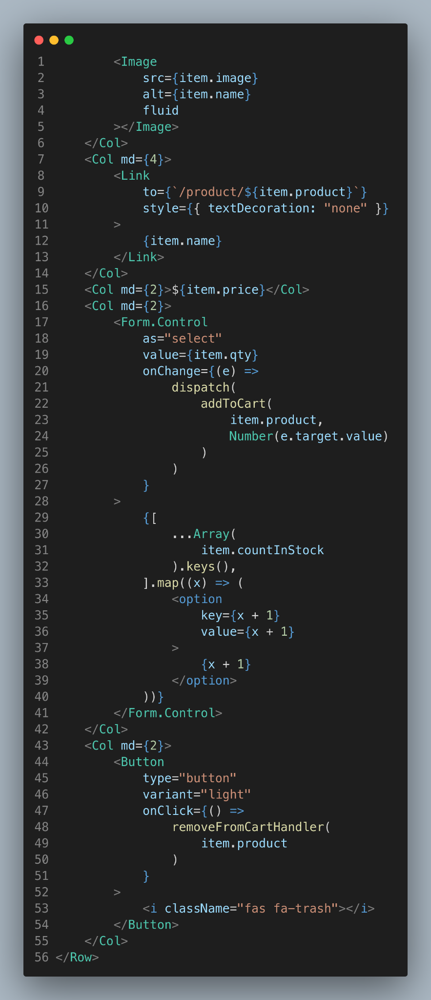 1         <Image
2             src={item.image}
3             alt={item.name}
4             fluid
5         ></Image>
6     </Col>
7     <Col md={4}>
8         <Link
9             to={`/product/${item.product}`}
10             style={{ textDecoration: "none" }}
11         >
12             {item.name}
13         </Link>
14     </Col>
15     <Col md={2}>${item.price}</Col>
16     <Col md={2}>
17         <Form.Control
18             as="select"
19             value={item.qty}
20             onChange={(e) =>
21                 dispatch(
22                     addToCart(
23                         item.product,
24                         Number(e.target.value)
25                     )
26                 )
27             }
28         >
29             {[
30                 ...Array(
31                     item.countInStock
32                 ).keys(),
33             ].map((x) => (
34                 <option
35                     key={x + 1}
36                     value={x + 1}
37                 >
38                     {x + 1}
39                 </option>
40             ))}
41         </Form.Control>
42     </Col>
43     <Col md={2}>
44         <Button
45             type="button"
46             variant="light"
47             onClick={() =>
48                 removeFromCartHandler(
49                     item.product
50                 )
51             }
52         >
53             <i className="fas fa-trash"></i>
54         </Button>
55     </Col>
56 </Row>